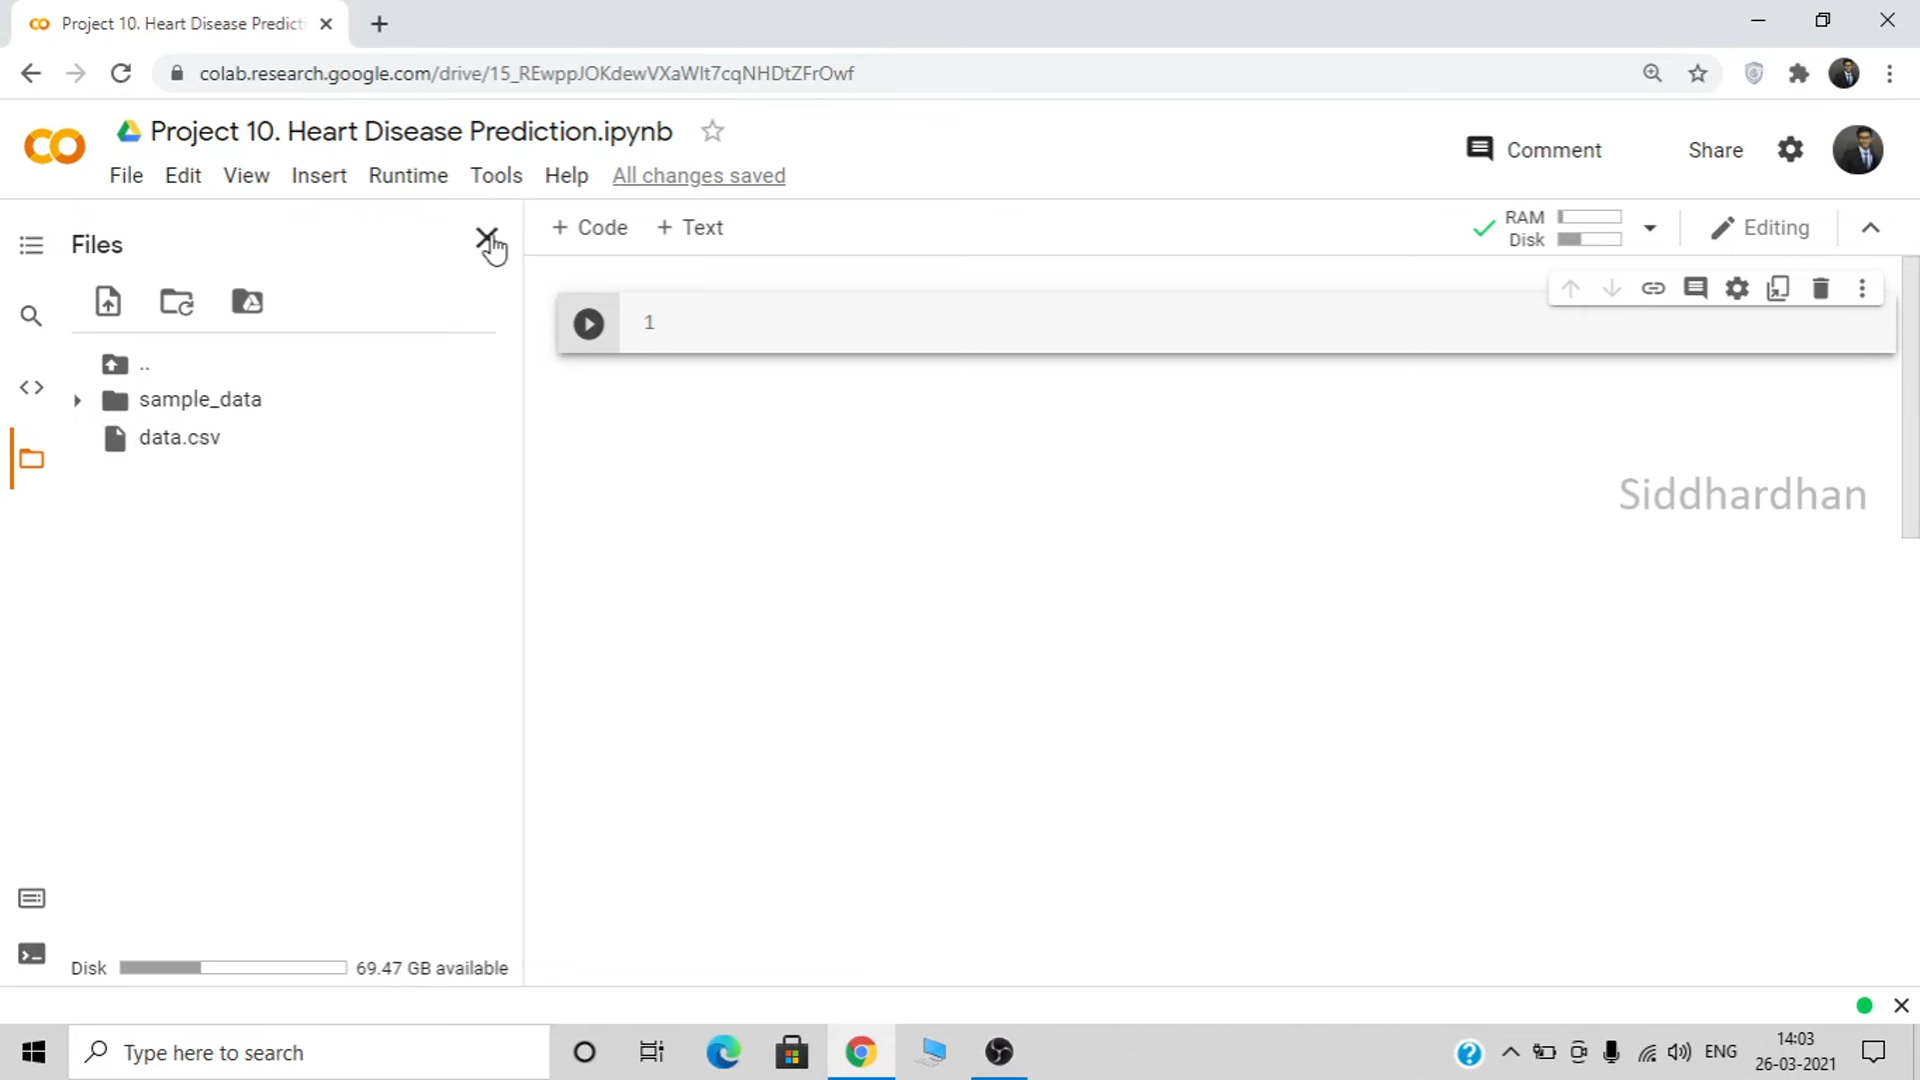 Project 10. Heart Disease Predict
colab.research.google.com/drive/15_REwppJOKdewVXaWIt7cqNHDtZFrOwf
Project 10. Heart Disease Prediction.ipynb
Comment
Share
File Edit View Insert Runtime Tools Help All changes saved
Files
+ Code + Text
RAM
Disk
Editing
..
sample_data
data.csv
1
Siddhardhan
Disk 69.47 GB available
Type here to search
ENG
14:03
26-03-2021